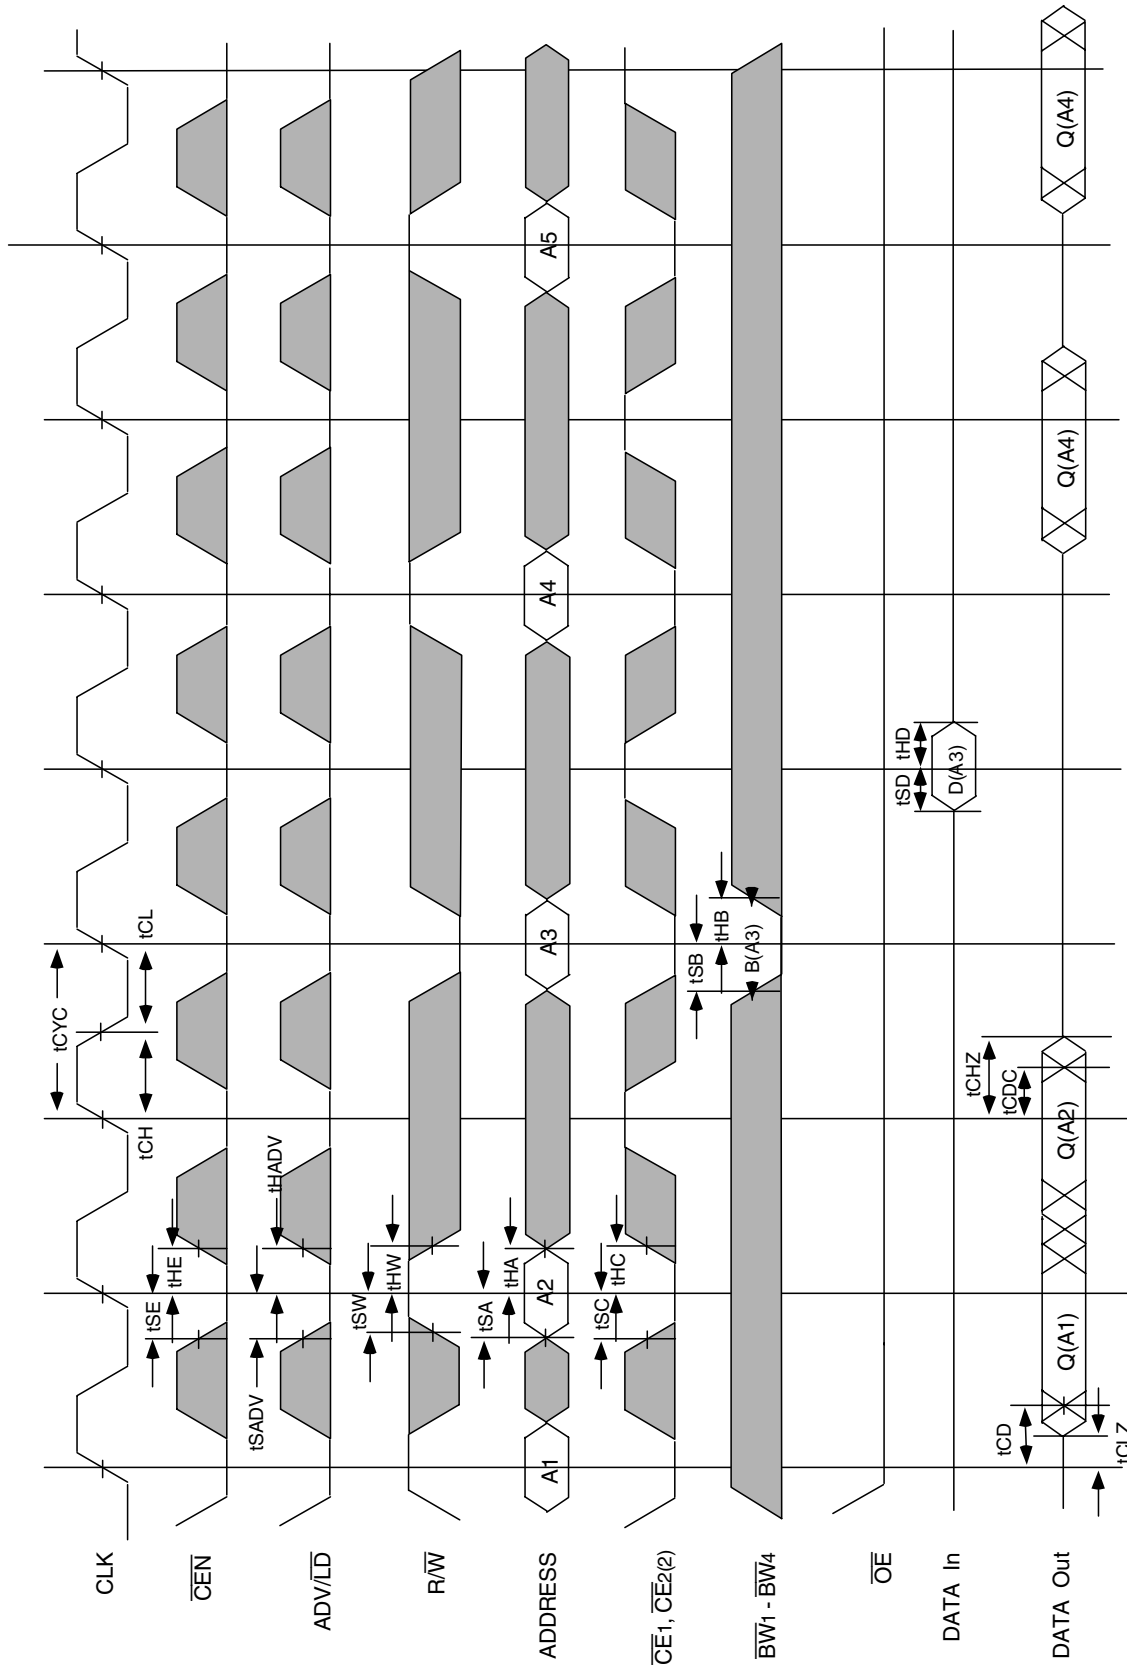 CLK
tCYC
tCH
tCL
CEN
tSE
tHE
ADV/LD
tSADV
tHADV
R/W
tSW
tHW
ADDRESS
A1
tSA
tHA
A2
A3
A4
A5
CE1, CE2(2)
tSC
tHC
BW1 - BW4
tSB
tHB
B(A3)
OE
DATA In
tSD
tHD
D(A3)
DATA Out
tCD
tCLZ
Q(A1)
Q(A2)
tCHZ
tCDC
Q(A4)
Q(A4)